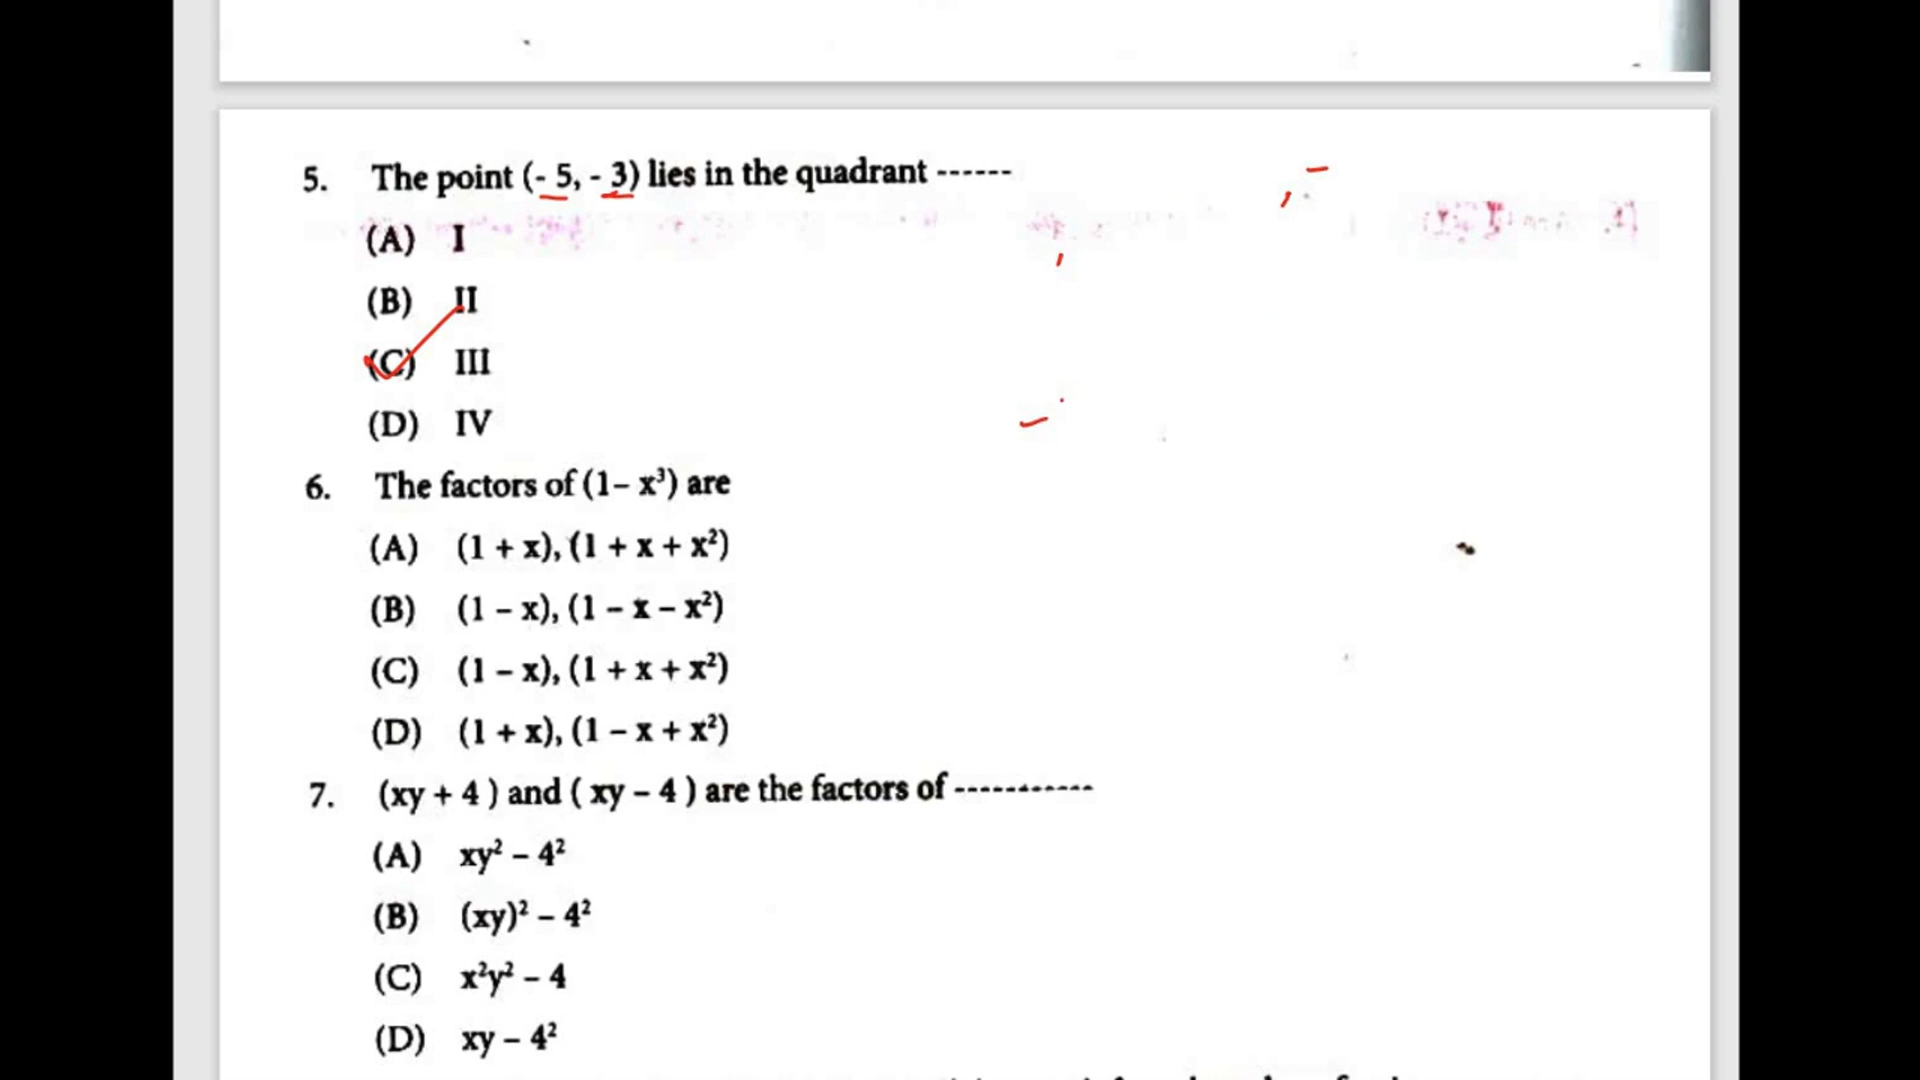 5. The point (- 5, - 3) lies in the quadrant ------
(A) I
(B) II
(C) III
(D) IV
6. The factors of (1– x³) are
(A) (1 + x), (1 + x + x²)
(B) (1 – x), (1 – x – x²)
(C) (1 – x), (1 + x + x²)
(D) (1 + x), (1 – x + x²)
7. (xy + 4 ) and ( xy – 4 ) are the factors of -----------
(A) xy² – 4²
(B) (xy)² – 4²
(C) x²y² – 4
(D) xy – 4²